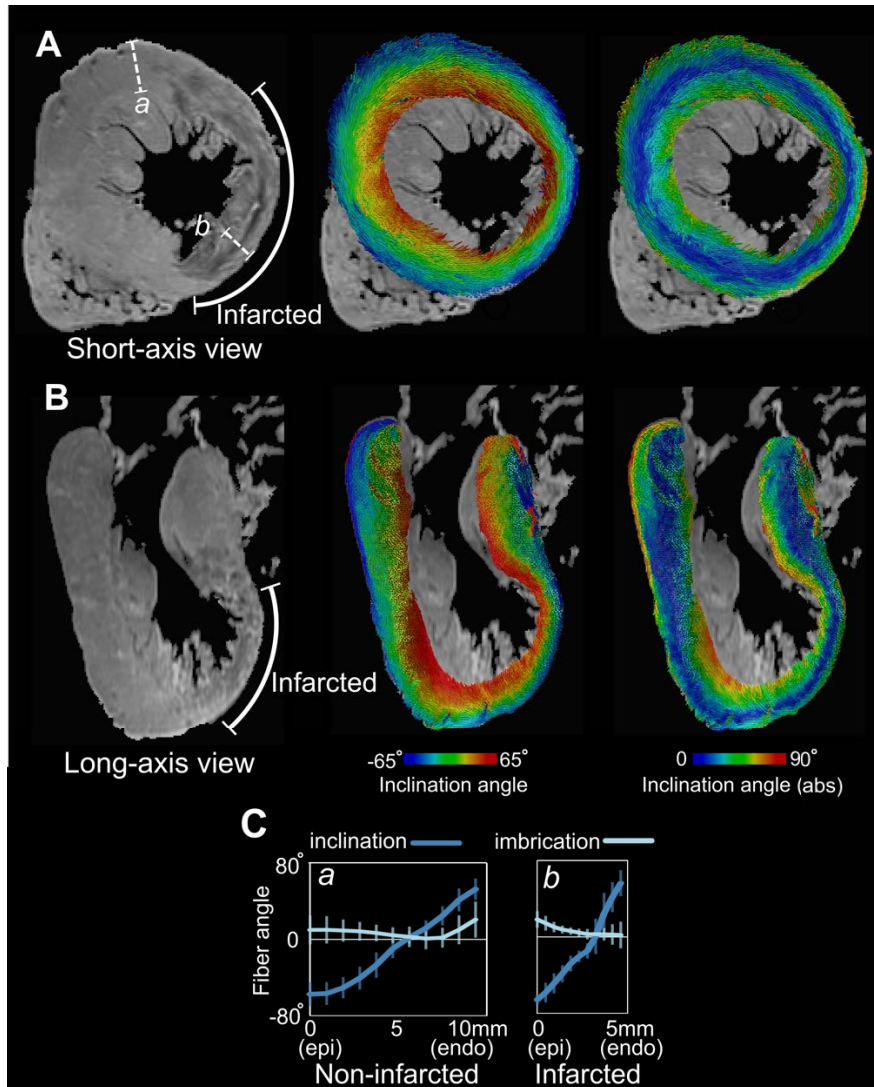 A
a
b
Infarcted
Short-axis view
B
Infarcted
Long-axis view
-65° 65°
Inclination angle
0 90°
Inclination angle (abs)
C
inclination imbrication
80°
a
b
Fiber angle
0
-80°
0 5 10mm
(epi) (endo)
0 5mm
(epi) (endo)
Non-infarcted Infarcted